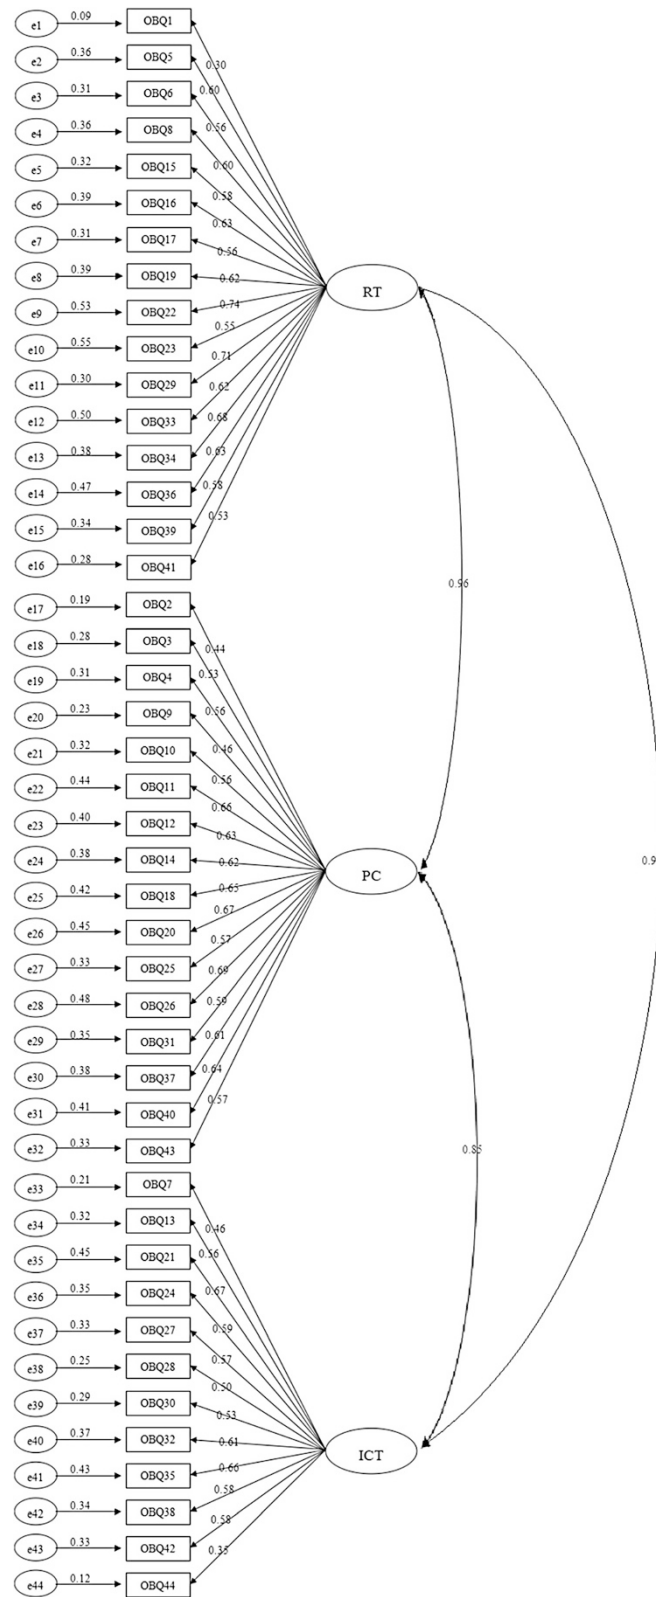 e1 0.09 OBQ1
0.30
e2 0.36 OBQ5
0.60
e3 0.31 OBQ6
0.56
e4 0.36 OBQ8
0.60
e5 0.32 OBQ15
0.58
e6 0.39 OBQ16
0.63
e7 0.31 OBQ17
0.56
e8 0.39 OBQ19
0.62
RT
e9 0.53 OBQ22
0.74
e10 0.55 OBQ23
0.55
e11 0.30 OBQ29
0.71
e12 0.50 OBQ33
0.62
e13 0.38 OBQ34
0.68
e14 0.47 OBQ36
0.63
e15 0.34 OBQ39
0.58
e16 0.28 OBQ41
0.53
0.96
e17 0.19 OBQ2
0.44
e18 0.28 OBQ3
0.53
e19 0.31 OBQ4
0.56
e20 0.23 OBQ9
0.46
e21 0.32 OBQ10
0.56
e22 0.44 OBQ11
0.66
e23 0.40 OBQ12
0.63
e24 0.38 OBQ14
0.62
0.9
PC
e25 0.42 OBQ18
0.65
e26 0.45 OBQ20
0.67
e27 0.33 OBQ25
0.57
e28 0.48 OBQ26
0.69
e29 0.35 OBQ31
0.59
e30 0.38 OBQ37
0.61
e31 0.41 OBQ40
0.64
e32 0.33 OBQ43
0.57
0.85
e33 0.21 OBQ7
0.46
e34 0.32 OBQ13
0.56
e35 0.45 OBQ21
0.67
e36 0.35 OBQ24
0.59
e37 0.33 OBQ27
0.57
e38 0.25 OBQ28
0.50
e39 0.29 OBQ30
0.53
e40 0.37 OBQ32
0.61
ICT
e41 0.43 OBQ35
0.66
e42 0.34 OBQ38
0.58
e43 0.33 OBQ42
0.58
e44 0.12 OBQ44
0.35